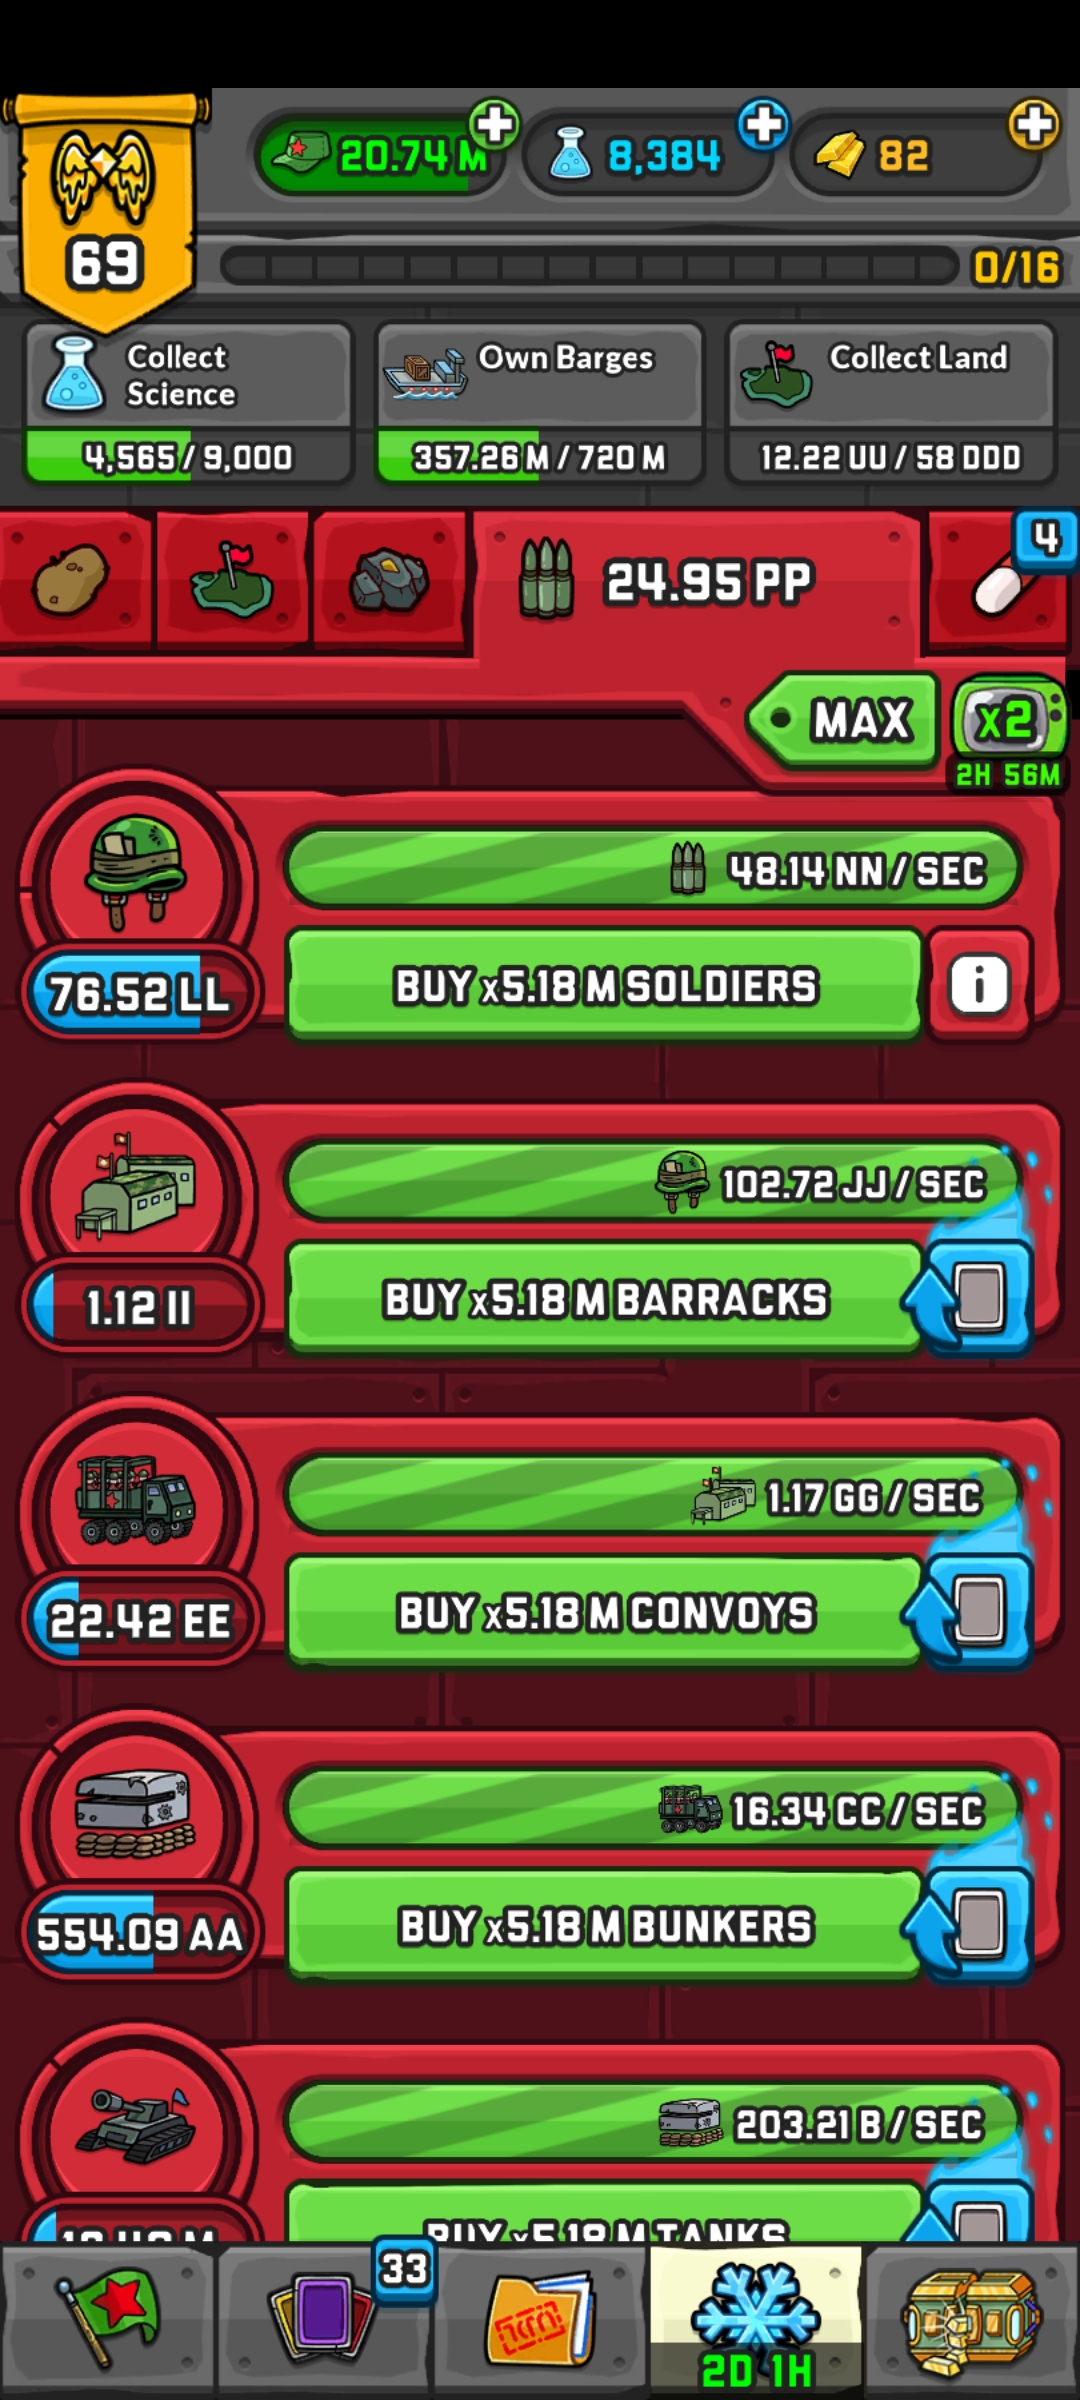 20.74 M
8,384
82
69
0/16
Collect
Science
4,565 / 9,000
Own Barges
357.26 M / 720 M
Collect Land
12.22 UU / 58 DDD
24.95 PP
4
MAX
x2
2H 56M
48.14 NN / SEC
76.52 LL
BUY x5.18 M SOLDIERS
i
102.72 JJ / SEC
1.12 II
BUY x5.18 M BARRACKS
1.17 GG / SEC
22.42 EE
BUY x5.18 M CONVOYS
16.34 CC / SEC
554.09 AA
BUY x5.18 M BUNKERS
203.21 B / SEC
BUY x5.18 M TANKS
33
2D 1H